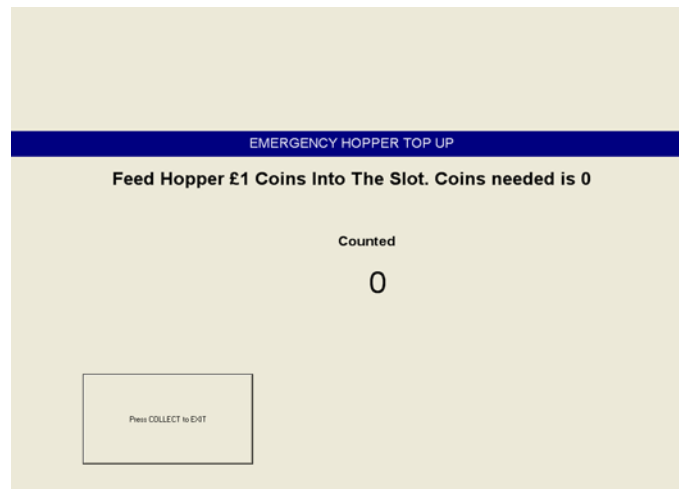 EMERGENCY HOPPER TOP UP
Feed Hopper £1 Coins Into The Slot. Coins needed is 0
Counted
0
Press COLLECT to EXIT